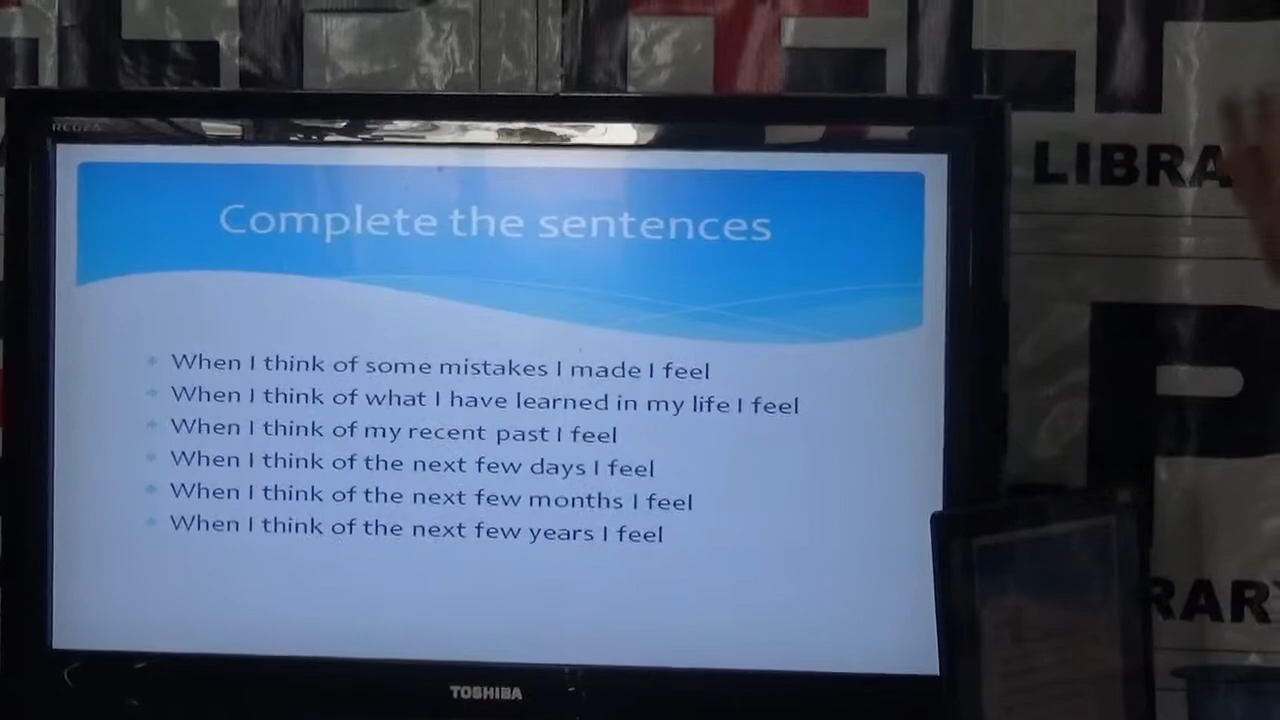 REGZA
LIBRA
Complete the sentences
When I think of some mistakes I made I feel
When I think of what I have learned in my life I feel
When I think of my recent past I feel
When I think of the next few days I feel
When I think of the next few months I feel
When I think of the next few years I feel
RARY
TOSHIBA